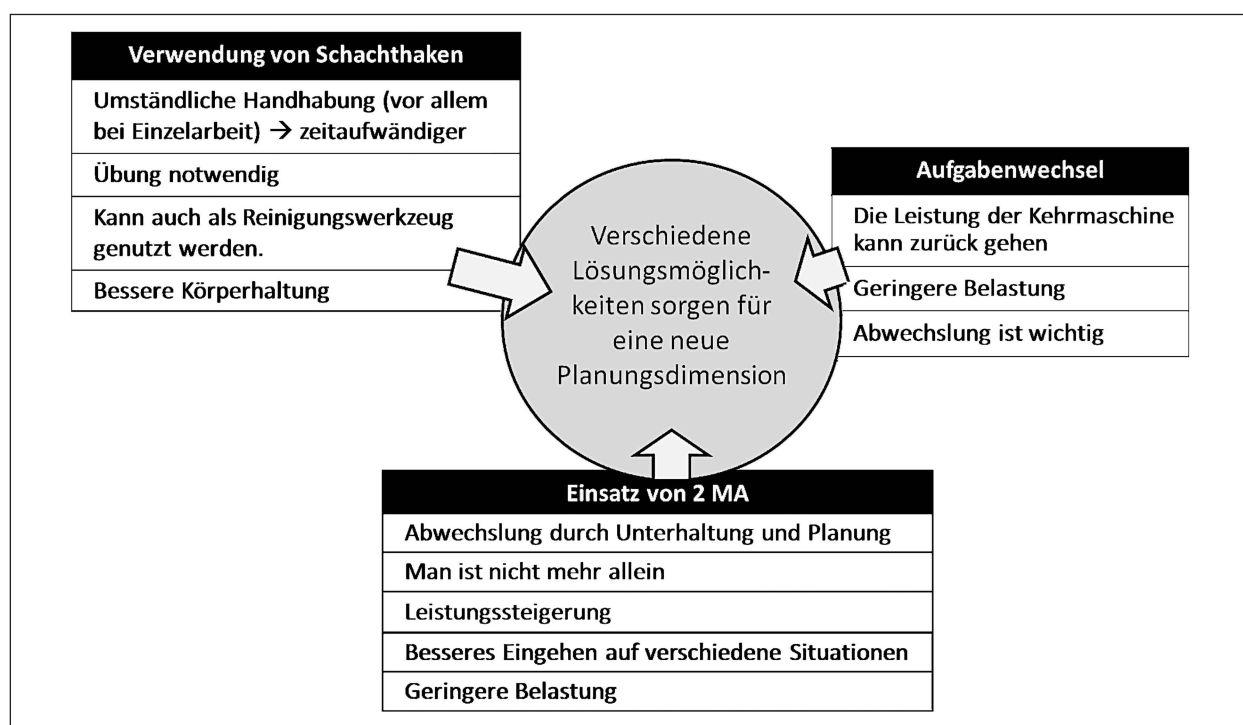 Verwendung von Schachthaken
Umständliche Handhabung (vor allem
bei Einzelarbeit) → zeitaufwändiger
Übung notwendig
Kann auch als Reinigungswerkzeug
genutzt werden.
Bessere Körperhaltung
Verschiedene
Lösungsmöglich-
keiten sorgen für
eine neue
Planungsdimension
Aufgabenwechsel
Die Leistung der Kehrmaschine
kann zurück gehen
Geringere Belastung
Abwechslung ist wichtig
Einsatz von 2 MA
Abwechslung durch Unterhaltung und Planung
Man ist nicht mehr allein
Leistungssteigerung
Besseres Eingehen auf verschiedene Situationen
Geringere Belastung